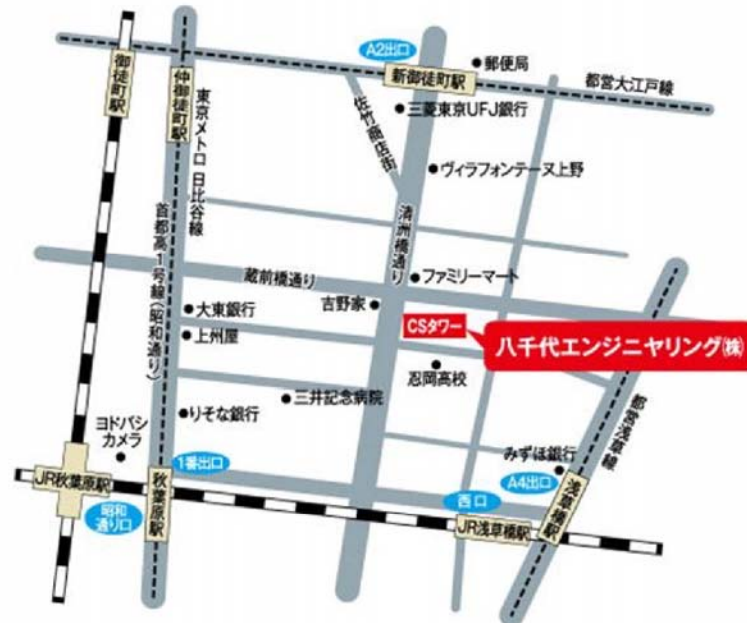 A2出口
郵便局
御徒町駅
仲御徒町駅
新御徒町駅
都営大江戸線
三菱東京UFJ銀行
佐竹商店街
東京メトロ 日比谷線
ヴィラフォンテーヌ上野
清洲橋通り
首都高1号線(昭和通り)
蔵前橋通り
ファミリーマート
大東銀行
吉野家
CSタワー
八千代エンジニヤリング㈱
上州屋
忍岡高校
三井記念病院
りそな銀行
都営浅草線
ヨドバシ
カメラ
1番出口
みずほ銀行
A4出口
JR秋葉原駅
秋葉原駅
昭和
通り口
西口
JR浅草橋駅
浅草橋駅